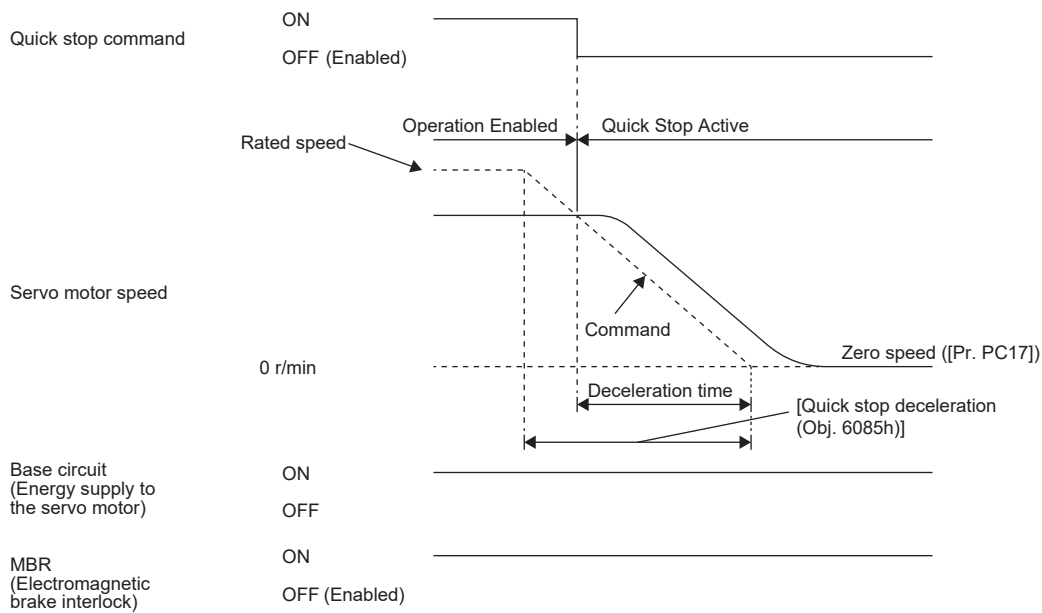 Quick stop command
ON
OFF (Enabled)
Operation Enabled
Quick Stop Active
Rated speed
Servo motor speed
Command
0 r/min
Zero speed ([Pr. PC17])
Deceleration time
[Quick stop deceleration
(Obj. 6085h)]
Base circuit
(Energy supply to
the servo motor)
ON
OFF
MBR
(Electromagnetic
brake interlock)
ON
OFF (Enabled)